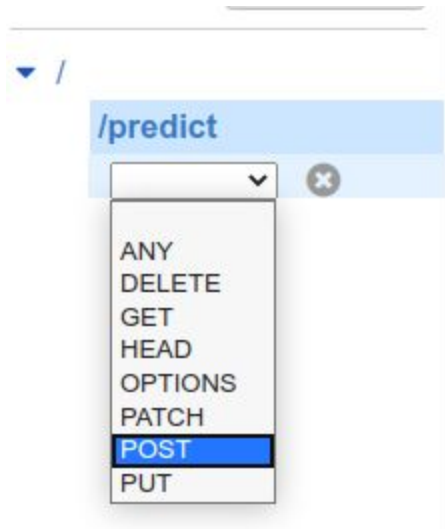 /
/predict
ANY
DELETE
GET
HEAD
OPTIONS
PATCH
POST
PUT